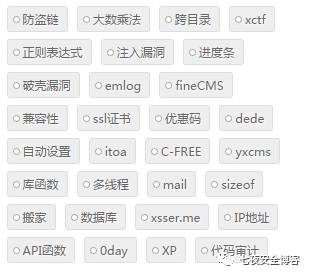 防盗链 大数乘法 跨目录 xctf
正则表达式 注入漏洞 进度条
破壳漏洞 emlog fineCMS
兼容性 ssl证书 优惠码 dede
自动设置 itoa C-FREE yxcms
库函数 多线程 mail sizeof
搬家 数据库 xsser.me IP地址
API函数 0day XP 代码审计
七夜安全博客